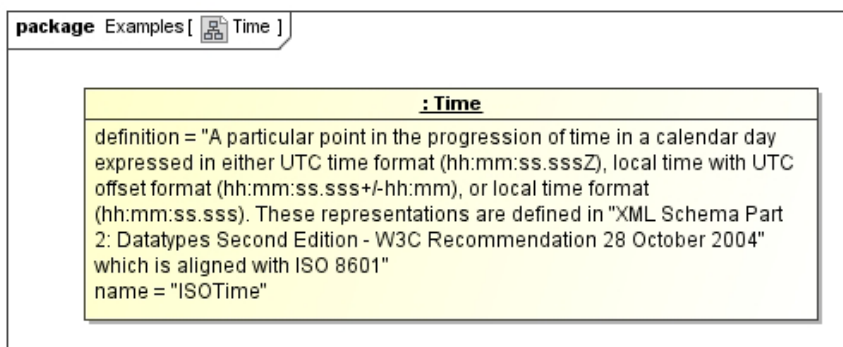 package Examples [ Time ]
: Time
definition = "A particular point in the progression of time in a calendar day
expressed in either UTC time format (hh:mm:ss.sssZ), local time with UTC
offset format (hh:mm:ss.sss+/-hh:mm), or local time format
(hh:mm:ss.sss). These representations are defined in "XML Schema Part
2: Datatypes Second Edition - W3C Recommendation 28 October 2004"
which is aligned with ISO 8601"
name = "ISOTime"